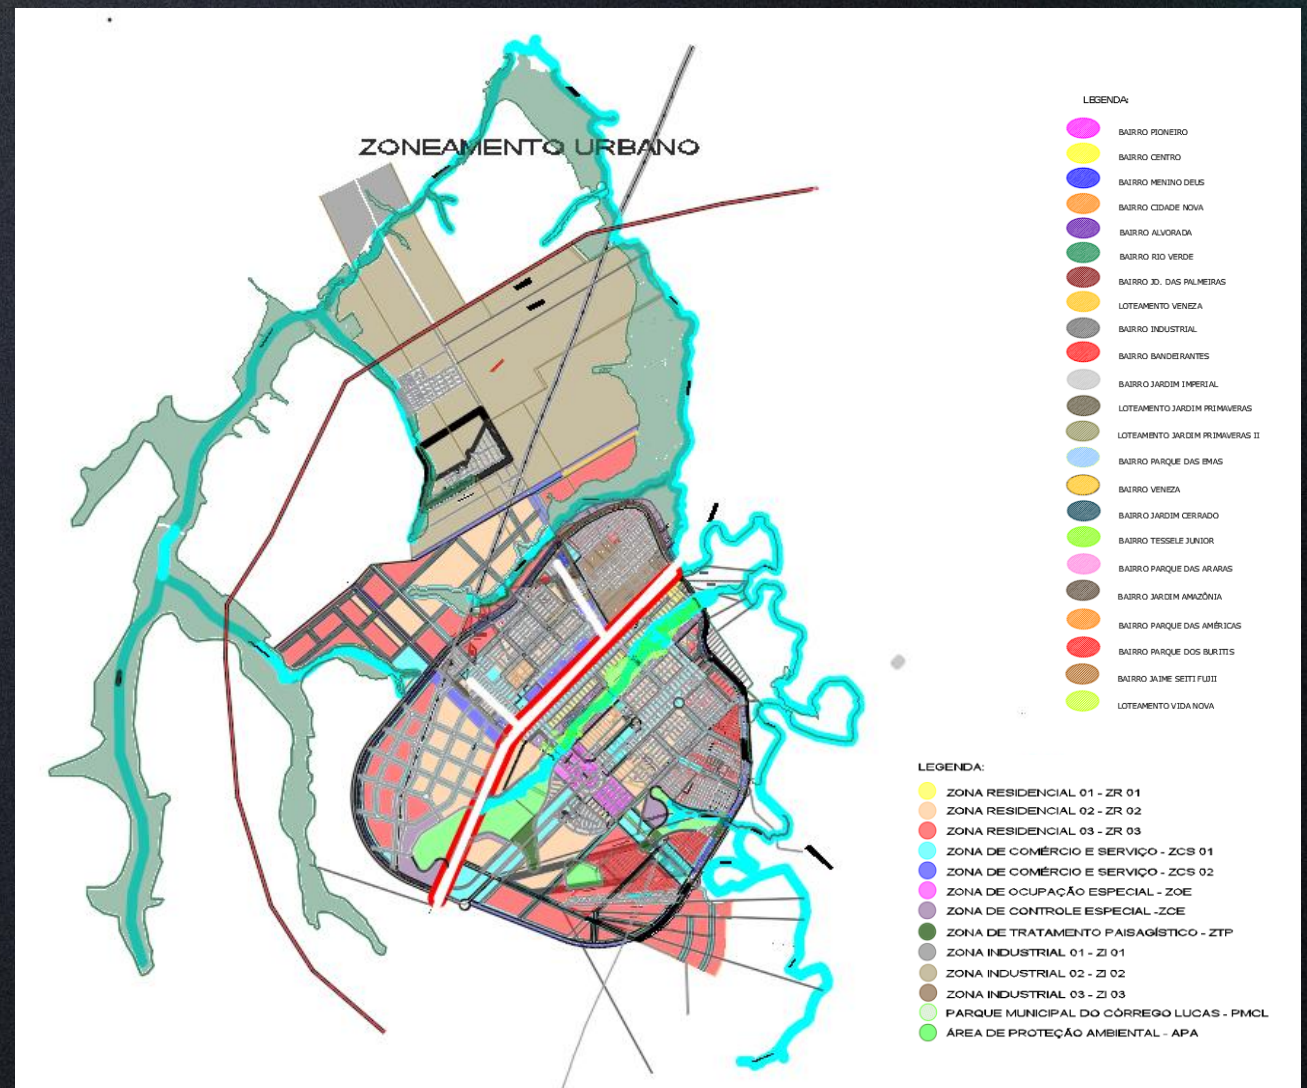 ZONEAMENTO URBANO
LEGENDA:
BAIRRO PIONEIRO
BAIRRO CENTRO
BAIRRO MENINO DEUS
BAIRRO CIDADE NOVA
BAIRRO ALVORADA
BAIRRO RIO VERDE
BAIRRO JD. DAS PALMEIRAS
LOTEAMENTO VENEZA
BAIRRO INDUSTRIAL
BAIRRO BANDEIRANTES
BAIRRO JARDIM IMPERIAL
LOTEAMENTO JARDIM PRIMAVERAS
LOTEAMENTO JARDIM PRIMAVERAS II
BAIRRO PARQUE DAS EMAS
BAIRRO VENEZA
BAIRRO JARDIM CERRADO
BAIRRO TESSELE JUNIOR
BAIRRO PARQUE DAS ARARAS
BAIRRO JARDIM AMAZÔNIA
BAIRRO PARQUE DAS AMÉRICAS
BAIRRO PARQUE DOS BURITIS
BAIRRO JAIME SEITI FUJII
LOTEAMENTO VIDA NOVA
LEGENDA:
ZONA RESIDENCIAL 01 - ZR 01
ZONA RESIDENCIAL 02 - ZR 02
ZONA RESIDENCIAL 03 - ZR 03
ZONA DE COMÉRCIO E SERVIÇO - ZCS 01
ZONA DE COMÉRCIO E SERVIÇO - ZCS 02
ZONA DE OCUPAÇÃO ESPECIAL - ZOE
ZONA DE CONTROLE ESPECIAL -ZCE
ZONA DE TRATAMENTO PAISAGÍSTICO - ZTP
ZONA INDUSTRIAL 01 - ZI 01
ZONA INDUSTRIAL 02 - ZI 02
ZONA INDUSTRIAL 03 - ZI 03
PARQUE MUNICIPAL DO CÓRREGO LUCAS - PMCL
ÁREA DE PROTEÇÃO AMBIENTAL - APA